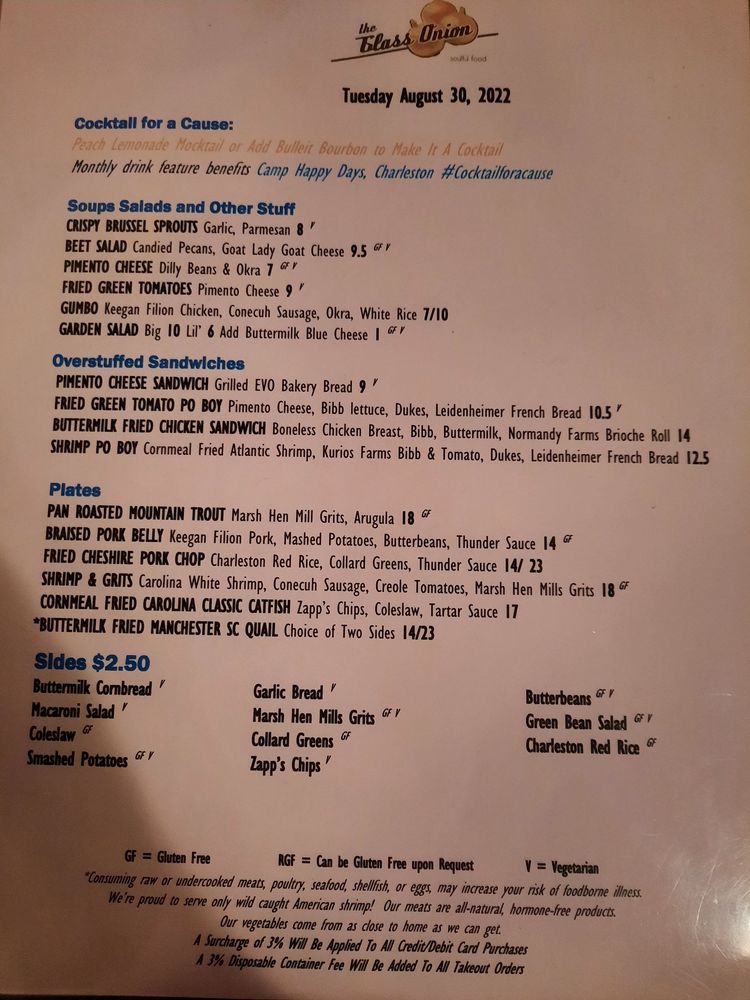 the
Glass Onion
soulful food
Tuesday August 30, 2022
Cocktail for a Cause:
Peach Lemonade Mocktail or Add Bulleit Bourbon to Make It A Cocktail
Monthly drink feature benefits Camp Happy Days, Charleston #Cocktailforacause
Soups Salads and Other Stuff
CRISPY BRUSSEL SPROUTS Garlic, Parmesan 8 V
BEET SALAD Candied Pecans, Goat Lady Goat Cheese 9.5 GF V
PIMENTO CHEESE Dilly Beans & Okra 7 GF V
FRIED GREEN TOMATOES Pimento Cheese 9 V
GUMBO Keegan Filion Chicken, Conecuh Sausage, Okra, White Rice 7/10
GARDEN SALAD Big 10 Lil' 6 Add Buttermilk Blue Cheese 1 GF V
Overstuffed Sandwiches
PIMENTO CHEESE SANDWICH Grilled EVO Bakery Bread 9 V
FRIED GREEN TOMATO PO BOY Pimento Cheese, Bibb lettuce, Dukes, Leidenheimer French Bread 10.5 V
BUTTERMILK FRIED CHICKEN SANDWICH Boneless Chicken Breast, Bibb, Buttermilk, Normandy Farms Brioche Roll 14
SHRIMP PO BOY Cornmeal Fried Atlantic Shrimp, Kurios Farms Bibb & Tomato, Dukes, Leidenheimer French Bread 12.5
Plates
PAN ROASTED MOUNTAIN TROUT Marsh Hen Mill Grits, Arugula 18 GF
BRAISED PORK BELLY Keegan Filion Pork, Mashed Potatoes, Butterbeans, Thunder Sauce 14 GF
FRIED CHESHIRE PORK CHOP Charleston Red Rice, Collard Greens, Thunder Sauce 14/ 23
SHRIMP & GRITS Carolina White Shrimp, Conecuh Sausage, Creole Tomatoes, Marsh Hen Mills Grits 18 GF
CORNMEAL FRIED CAROLINA CLASSIC CATFISH Zapp's Chips, Coleslaw, Tartar Sauce 17
*BUTTERMILK FRIED MANCHESTER SC QUAIL Choice of Two Sides 14/23
Sides $2.50
Buttermilk Cornbread V
Macaroni Salad V
Coleslaw GF
Smashed Potatoes GF V
Garlic Bread V
Marsh Hen Mills Grits GF V
Collard Greens GF
Zapp's Chips V
Butterbeans GF V
Green Bean Salad GF V
Charleston Red Rice GF
GF = Gluten Free RGF = Can be Gluten Free upon Request V = Vegetarian
*Consuming raw or undercooked meats, poultry, seafood, shellfish, or eggs, may increase your risk of foodborne illness.
We're proud to serve only wild caught American shrimp! Our meats are all-natural, hormone-free products.
Our vegetables come from as close to home as we can get.
A Surcharge of 3% Will Be Applied To All Credit/Debit Card Purchases
A 3% Disposable Container Fee Will Be Added To All Takeout Orders